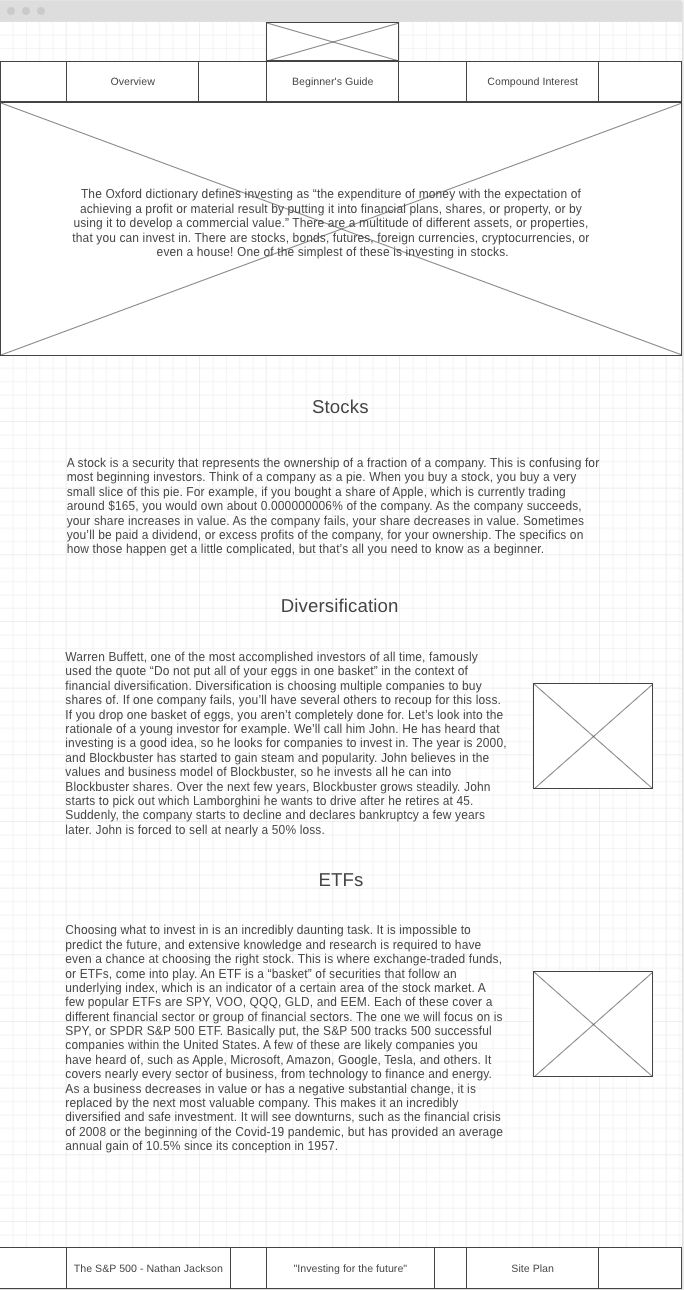 Overview
Beginner's Guide
Compound Interest
The Oxford dictionary defines investing as “the expenditure of money with the expectation of
achieving a profit or material result by putting it into financial plans, shares, or property, or by
using it to develop a commercial value.” There are a multitude of different assets, or properties,
that you can invest in. There are stocks, bonds, futures, foreign currencies, cryptocurrencies, or
even a house! One of the simplest of these is investing in stocks.
Stocks
A stock is a security that represents the ownership of a fraction of a company. This is confusing for
most beginning investors. Think of a company as a pie. When you buy a stock, you buy a very
small slice of this pie. For example, if you bought a share of Apple, which is currently trading
around $165, you would own about 0.000000006% of the company. As the company succeeds,
your share increases in value. As the company fails, your share decreases in value. Sometimes
you’ll be paid a dividend, or excess profits of the company, for your ownership. The specifics on
how those happen get a little complicated, but that’s all you need to know as a beginner.
Diversification
Warren Buffett, one of the most accomplished investors of all time, famously
used the quote “Do not put all of your eggs in one basket” in the context of
financial diversification. Diversification is choosing multiple companies to buy
shares of. If one company fails, you’ll have several others to recoup for this loss.
If you drop one basket of eggs, you aren’t completely done for. Let’s look into the
rationale of a young investor for example. We’ll call him John. He has heard that
investing is a good idea, so he looks for companies to invest in. The year is 2000,
and Blockbuster has started to gain steam and popularity. John believes in the
values and business model of Blockbuster, so he invests all he can into
Blockbuster shares. Over the next few years, Blockbuster grows steadily. John
starts to pick out which Lamborghini he wants to drive after he retires at 45.
Suddenly, the company starts to decline and declares bankruptcy a few years
later. John is forced to sell at nearly a 50% loss.
ETFs
Choosing what to invest in is an incredibly daunting task. It is impossible to
predict the future, and extensive knowledge and research is required to have
even a chance at choosing the right stock. This is where exchange-traded funds,
or ETFs, come into play. An ETF is a “basket” of securities that follow an
underlying index, which is an indicator of a certain area of the stock market. A
few popular ETFs are SPY, VOO, QQQ, GLD, and EEM. Each of these cover a
different financial sector or group of financial sectors. The one we will focus on is
SPY, or SPDR S&P 500 ETF. Basically put, the S&P 500 tracks 500 successful
companies within the United States. A few of these are likely companies you
have heard of, such as Apple, Microsoft, Amazon, Google, Tesla, and others. It
covers nearly every sector of business, from technology to finance and energy.
As a business decreases in value or has a negative substantial change, it is
replaced by the next most valuable company. This makes it an incredibly
diversified and safe investment. It will see downturns, such as the financial crisis
of 2008 or the beginning of the Covid-19 pandemic, but has provided an average
annual gain of 10.5% since its conception in 1957.
The S&P 500 - Nathan Jackson
"Investing for the future"
Site Plan